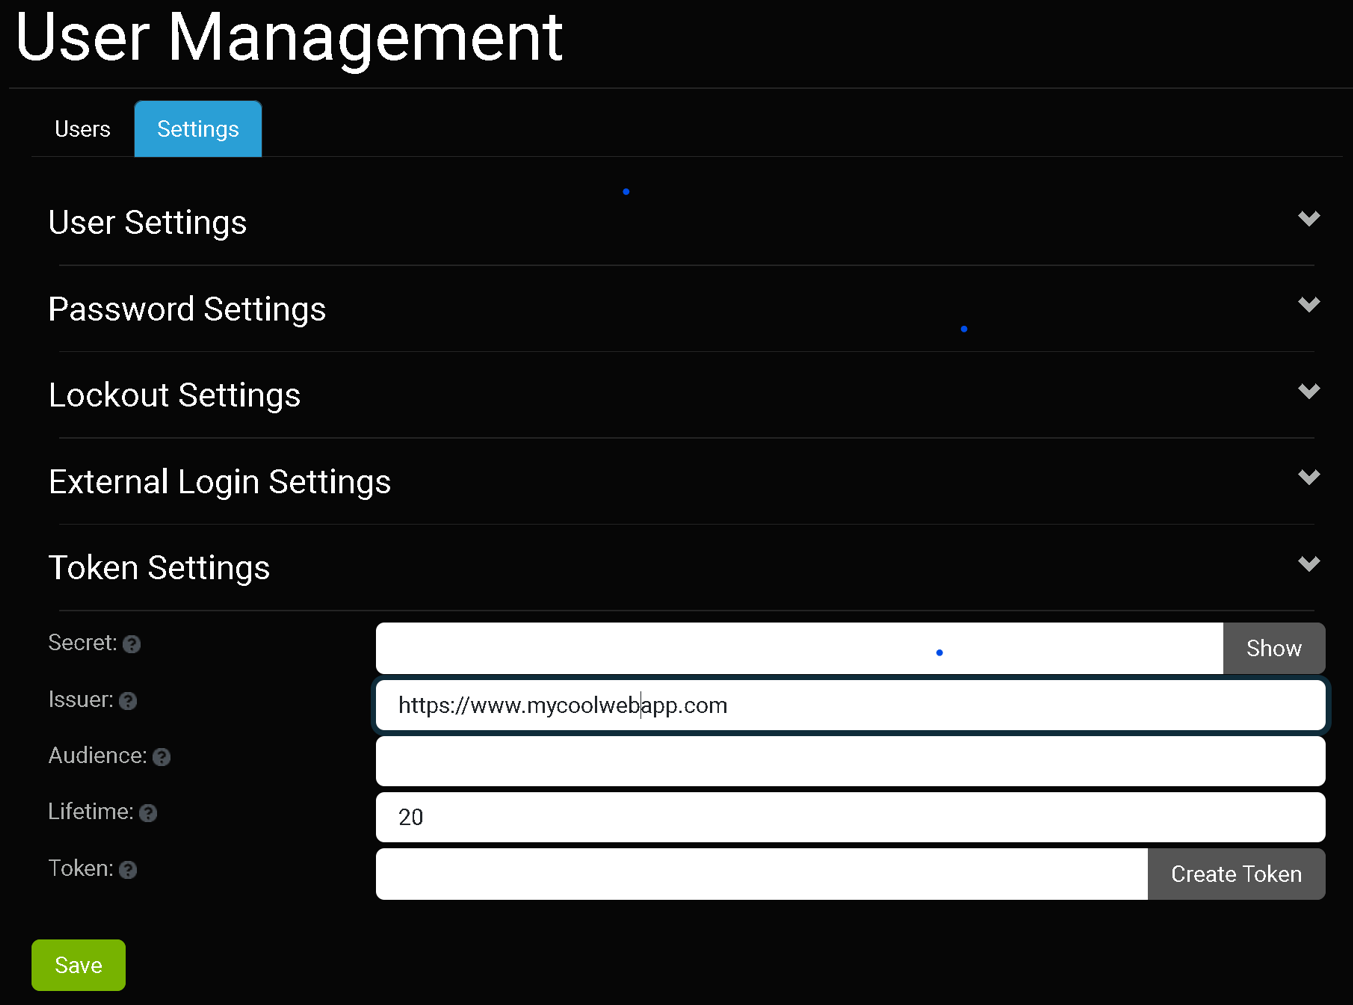 User Management
Users Settings
User Settings
Password Settings
Lockout Settings
External Login Settings
Token Settings
Secret: ? Show
Issuer: ? https://www.mycoolwebapp.com
Audience: ?
Lifetime: ? 20
Token: ? Create Token
Save